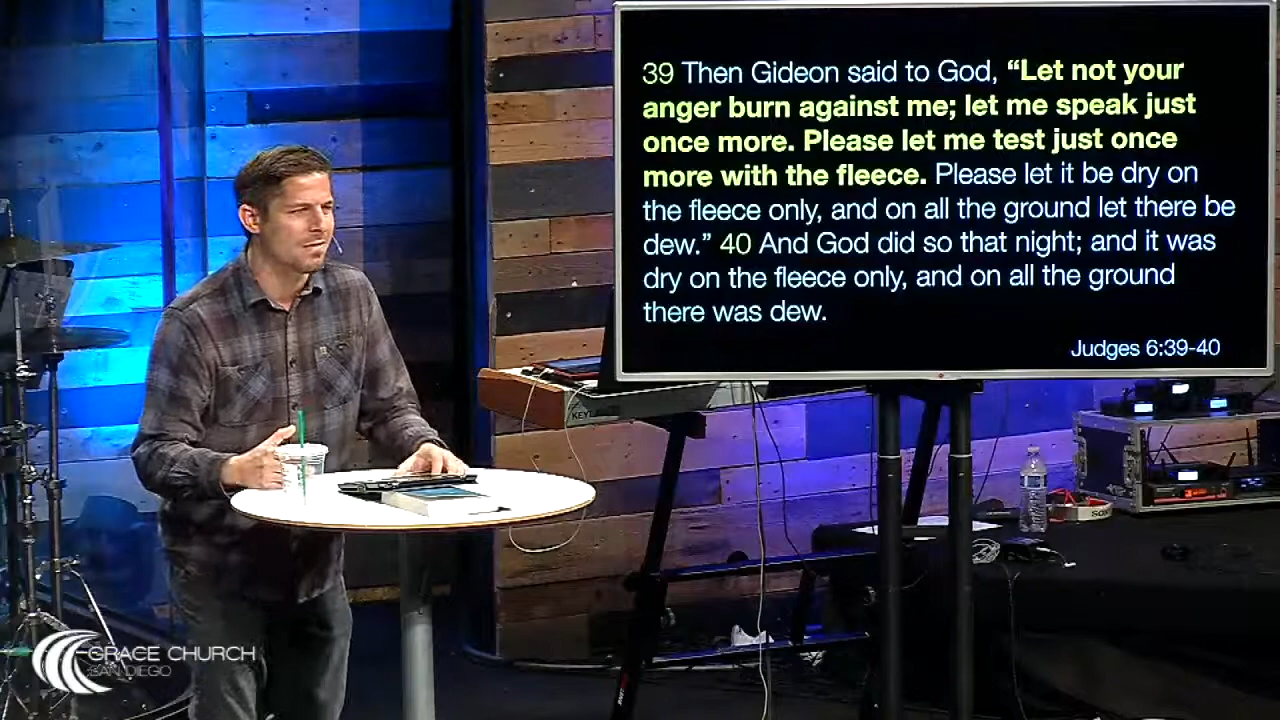 39 Then Gideon said to God, “Let not your
anger burn against me; let me speak just
once more. Please let me test just once
more with the fleece. Please let it be dry on
the fleece only, and on all the ground let there be
dew.” 40 And God did so that night; and it was
dry on the fleece only, and on all the ground
there was dew.
Judges 6:39-40
GRACE CHURCH
SAN DIEGO